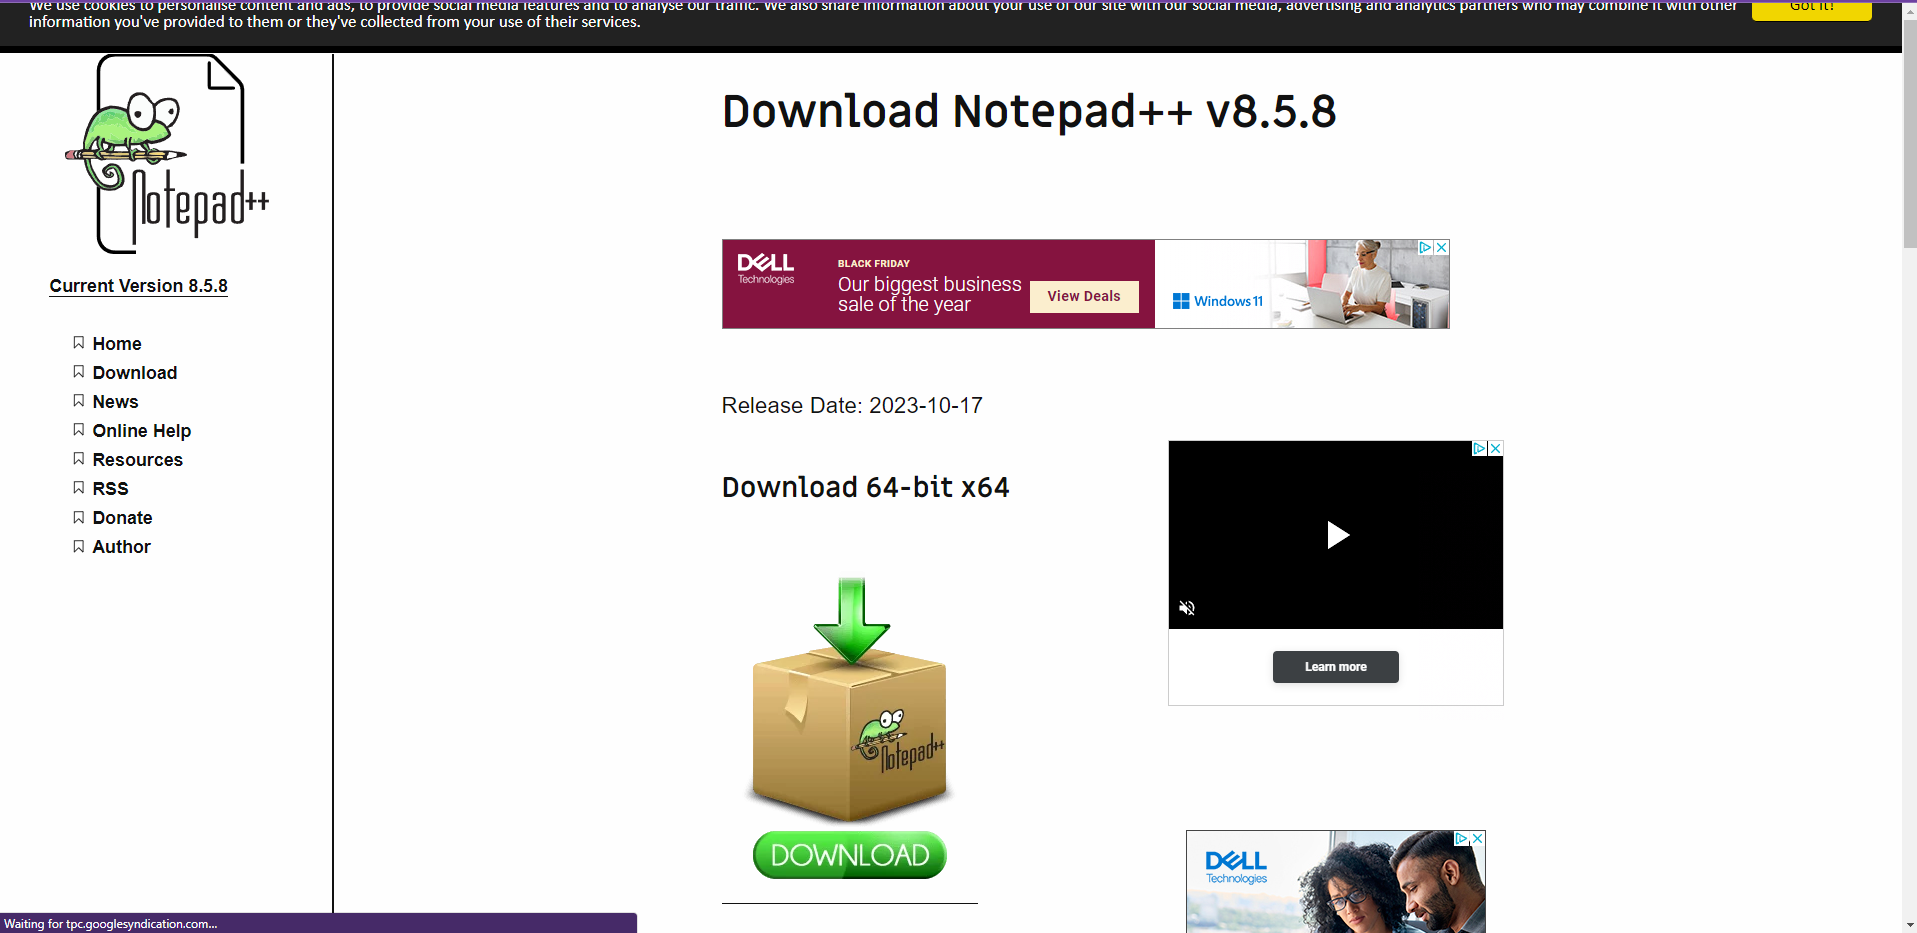 We use cookies to personalise content and ads, to provide social media features and to analyse our traffic. We also share information about your use of our site with our social media, advertising and analytics partners who may combine it with other
information you've provided to them or they've collected from your use of their services.
Got it!
Notepad++
Current Version 8.5.8
Home
Download
News
Online Help
Resources
RSS
Donate
Author
Download Notepad++ v8.5.8
DELL
Technologies
BLACK FRIDAY
Our biggest business
sale of the year
View Deals
Windows 11
Release Date: 2023-10-17
Download 64-bit x64
Notepad++
DOWNLOAD
Learn more
DELL
Technologies
Waiting for tpc.googlesyndication.com...